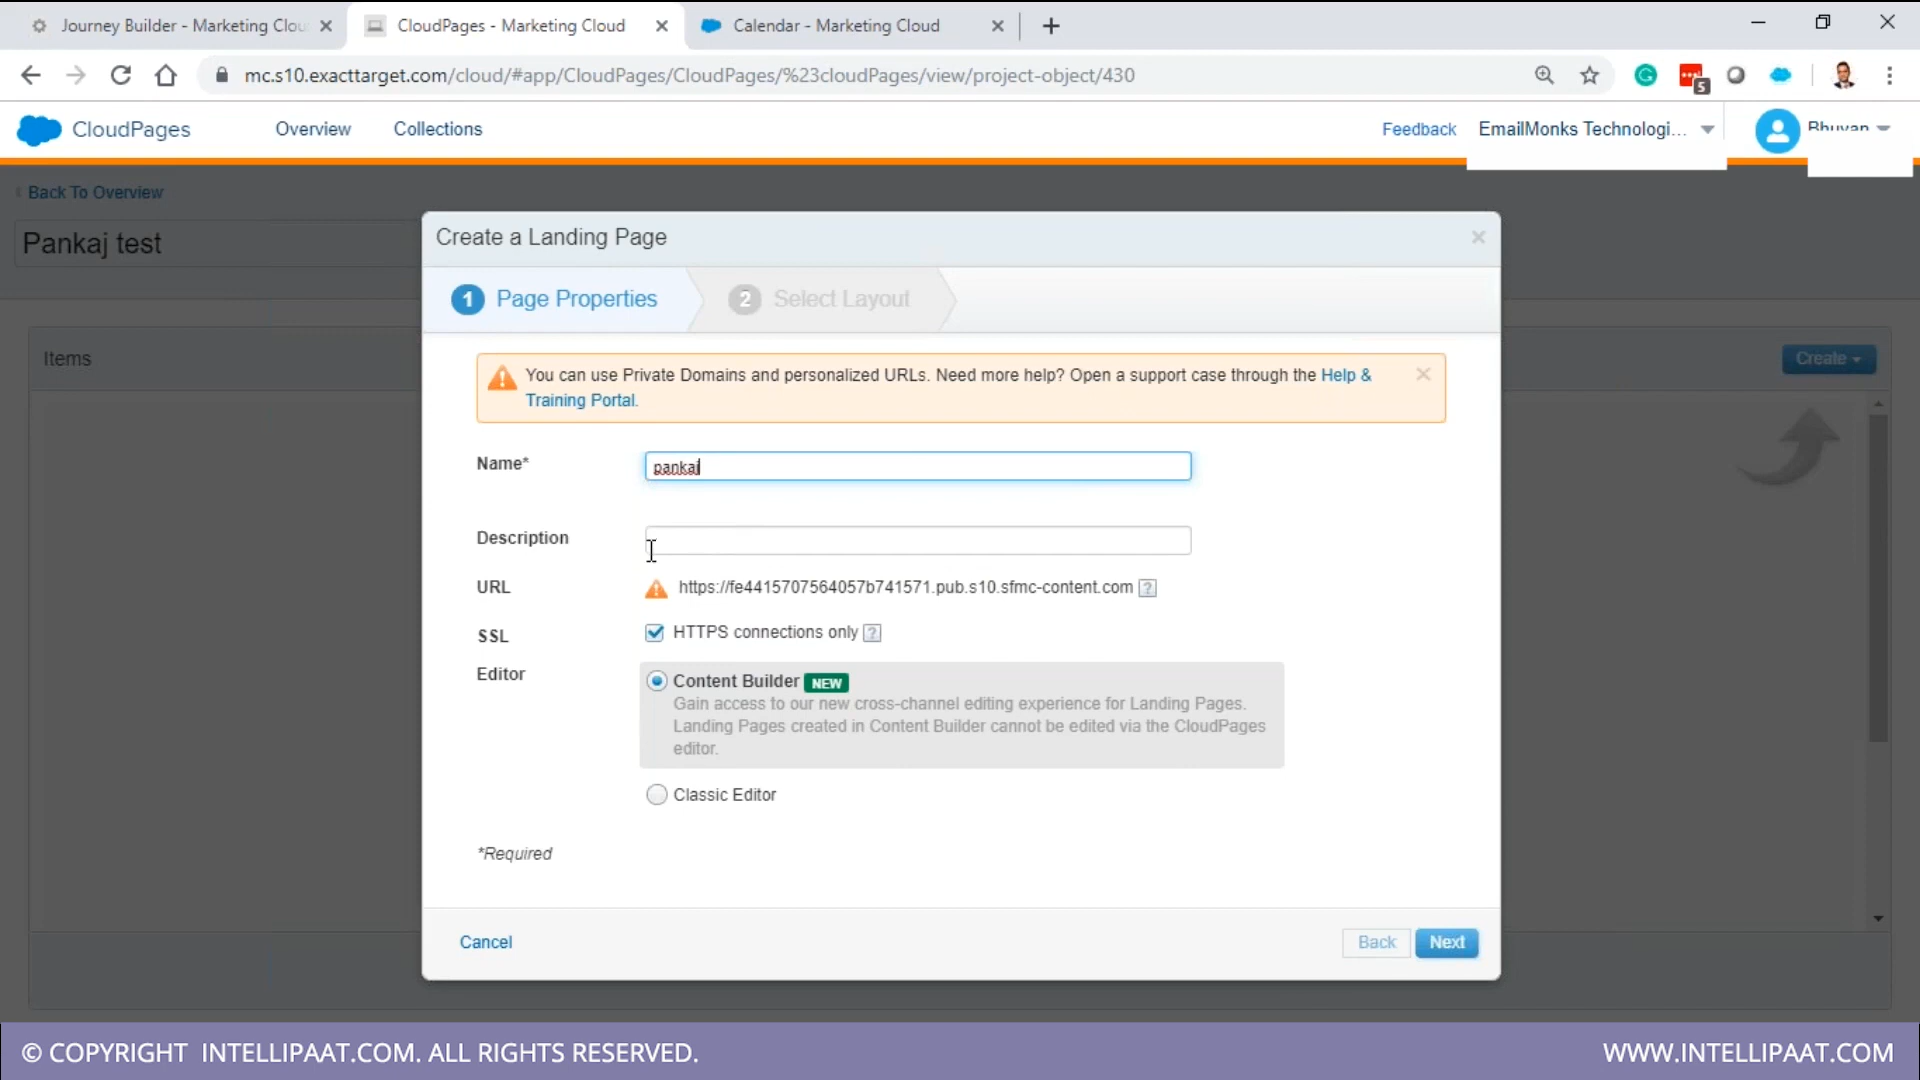 Journey Builder - Marketing Clou
CloudPages - Marketing Cloud
Calendar - Marketing Cloud
mc.s10.exacttarget.com/cloud/#app/CloudPages/CloudPages/%23cloudPages/view/project-object/430
5
CloudPages
Overview
Collections
Feedback
EmailMonks Technologi...
Bhuvan
Back To Overview
Pankaj test
Items
Create
Create a Landing Page
1 Page Properties
2 Select Layout
You can use Private Domains and personalized URLs. Need more help? Open a support case through the Help &
Training Portal.
Name*
pankaj
Description
URL
https://fe4415707564057b741571.pub.s10.sfmc-content.com ?
SSL
HTTPS connections only ?
Editor
Content Builder NEW
Gain access to our new cross-channel editing experience for Landing Pages.
Landing Pages created in Content Builder cannot be edited via the CloudPages
editor.
Classic Editor
*Required
Cancel
Back
Next
© COPYRIGHT INTELLIPAAT.COM. ALL RIGHTS RESERVED.
WWW.INTELLIPAAT.COM